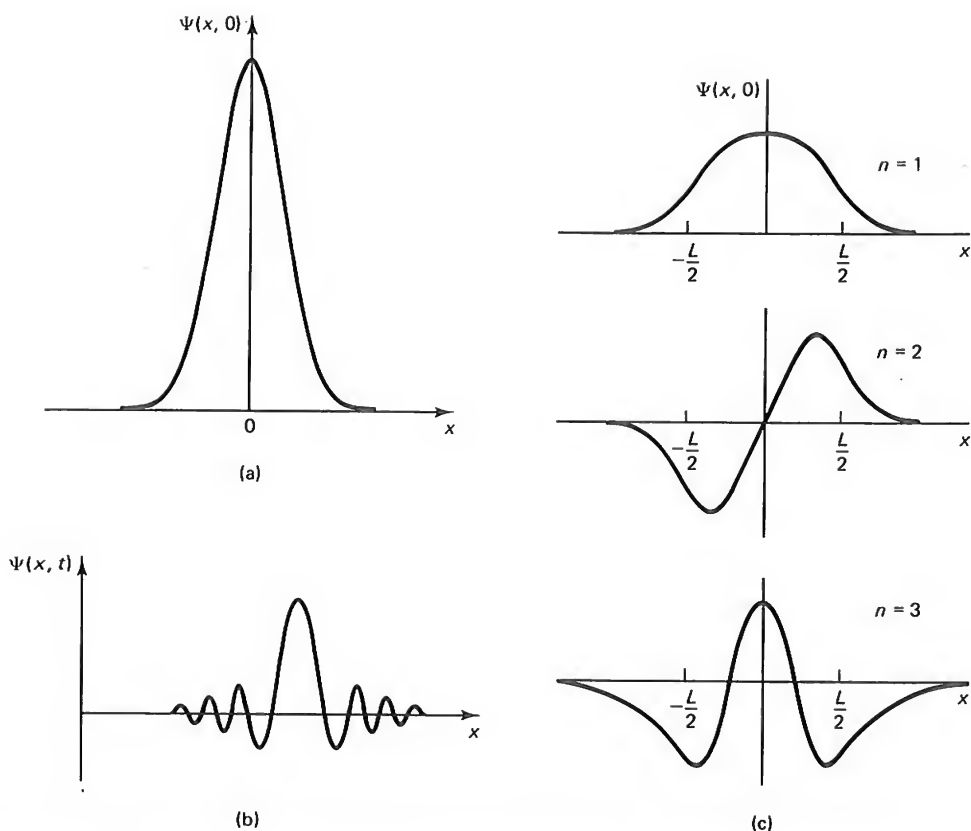 Ψ(x, 0)
0
x
(a)
Ψ(x, t)
x
(b)
Ψ(x, 0)
n = 1
-L/2
L/2
x
n = 2
-L/2
L/2
x
n = 3
-L/2
L/2
x
(c)